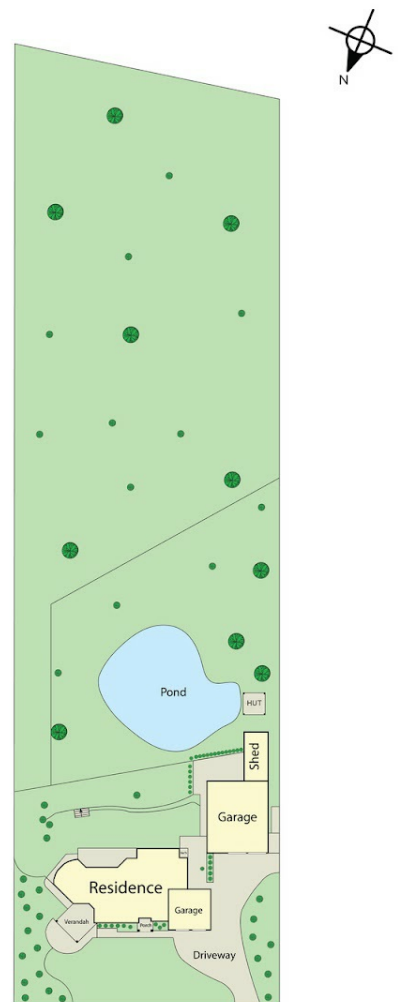 N
Pond
HUT
Shed
Garage
Residence
Garage
Verandah
Porch
Driveway